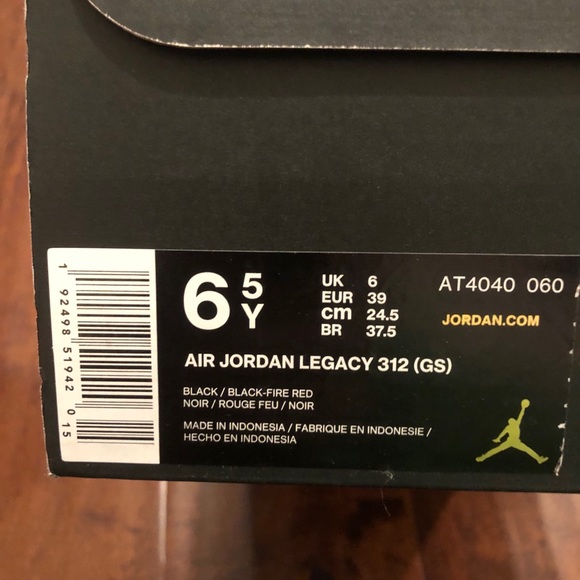 1 92498 51942 0 15
6 5Y
UK 6
EUR 39
cm 24.5
BR 37.5
AT4040 060
JORDAN.COM
AIR JORDAN LEGACY 312 (GS)
BLACK / BLACK-FIRE RED
NOIR / ROUGE FEU / NOIR
MADE IN INDONESIA / FABRIQUE EN INDONESIE /
HECHO EN INDONESIA